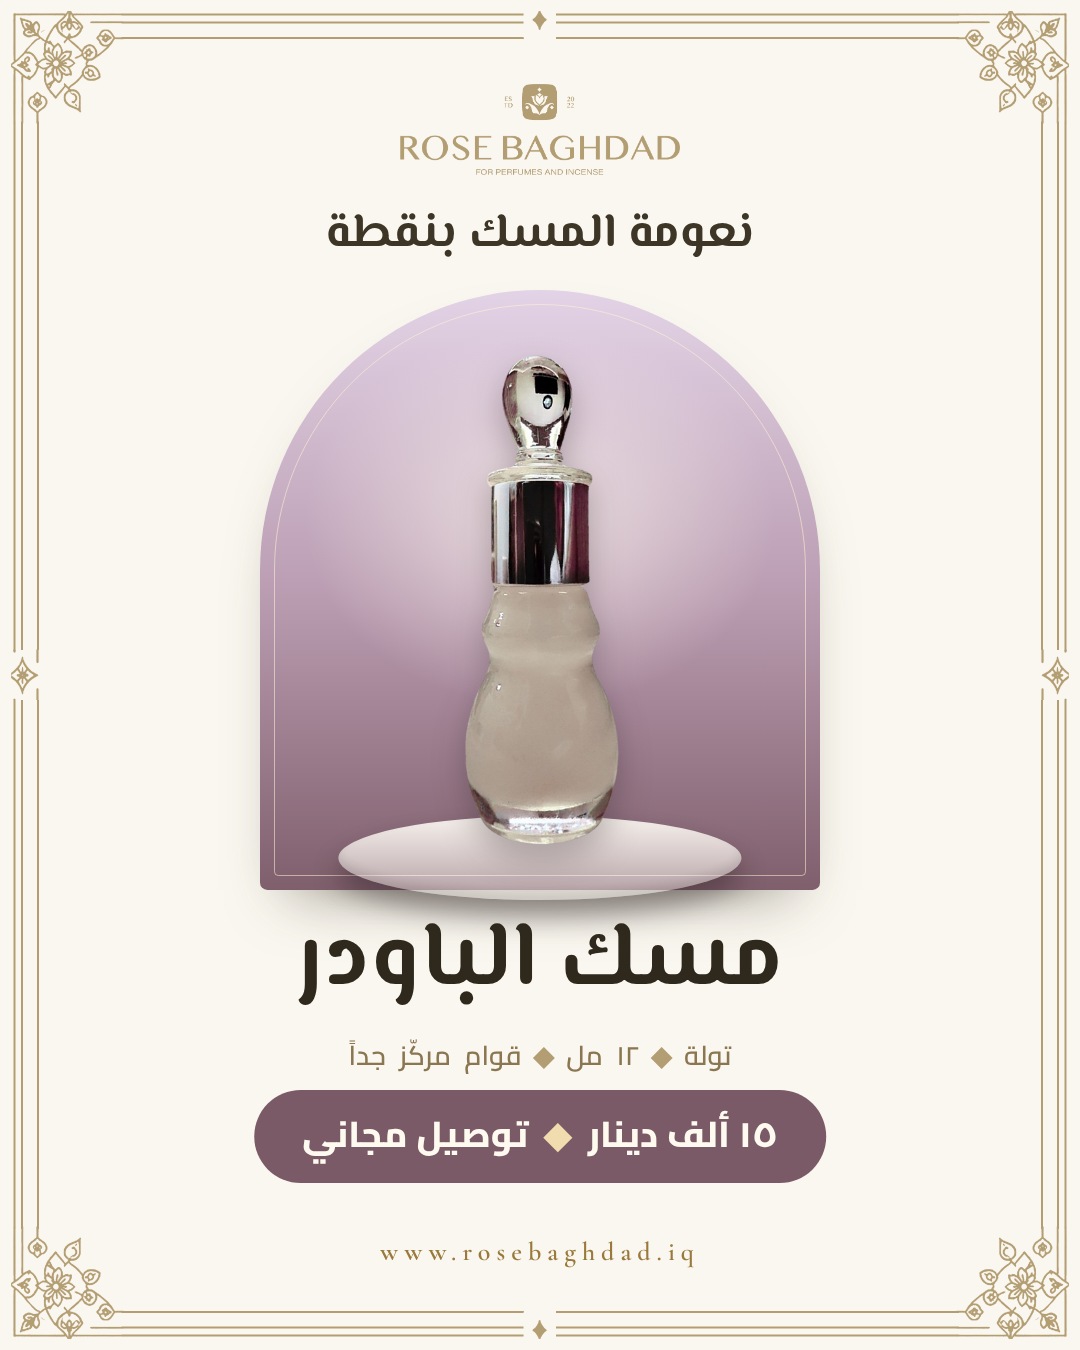 ES TD 20 22
ROSE BAGHDAD
FOR PERFUMES AND INCENSE
نعومة المسك بنقطة
مسك الباودر
تولة ◆ ١٢ مل ◆ قوام مركّز جداً
١٥ ألف دينار ◆ توصيل مجاني
www.rosebaghdad.iq